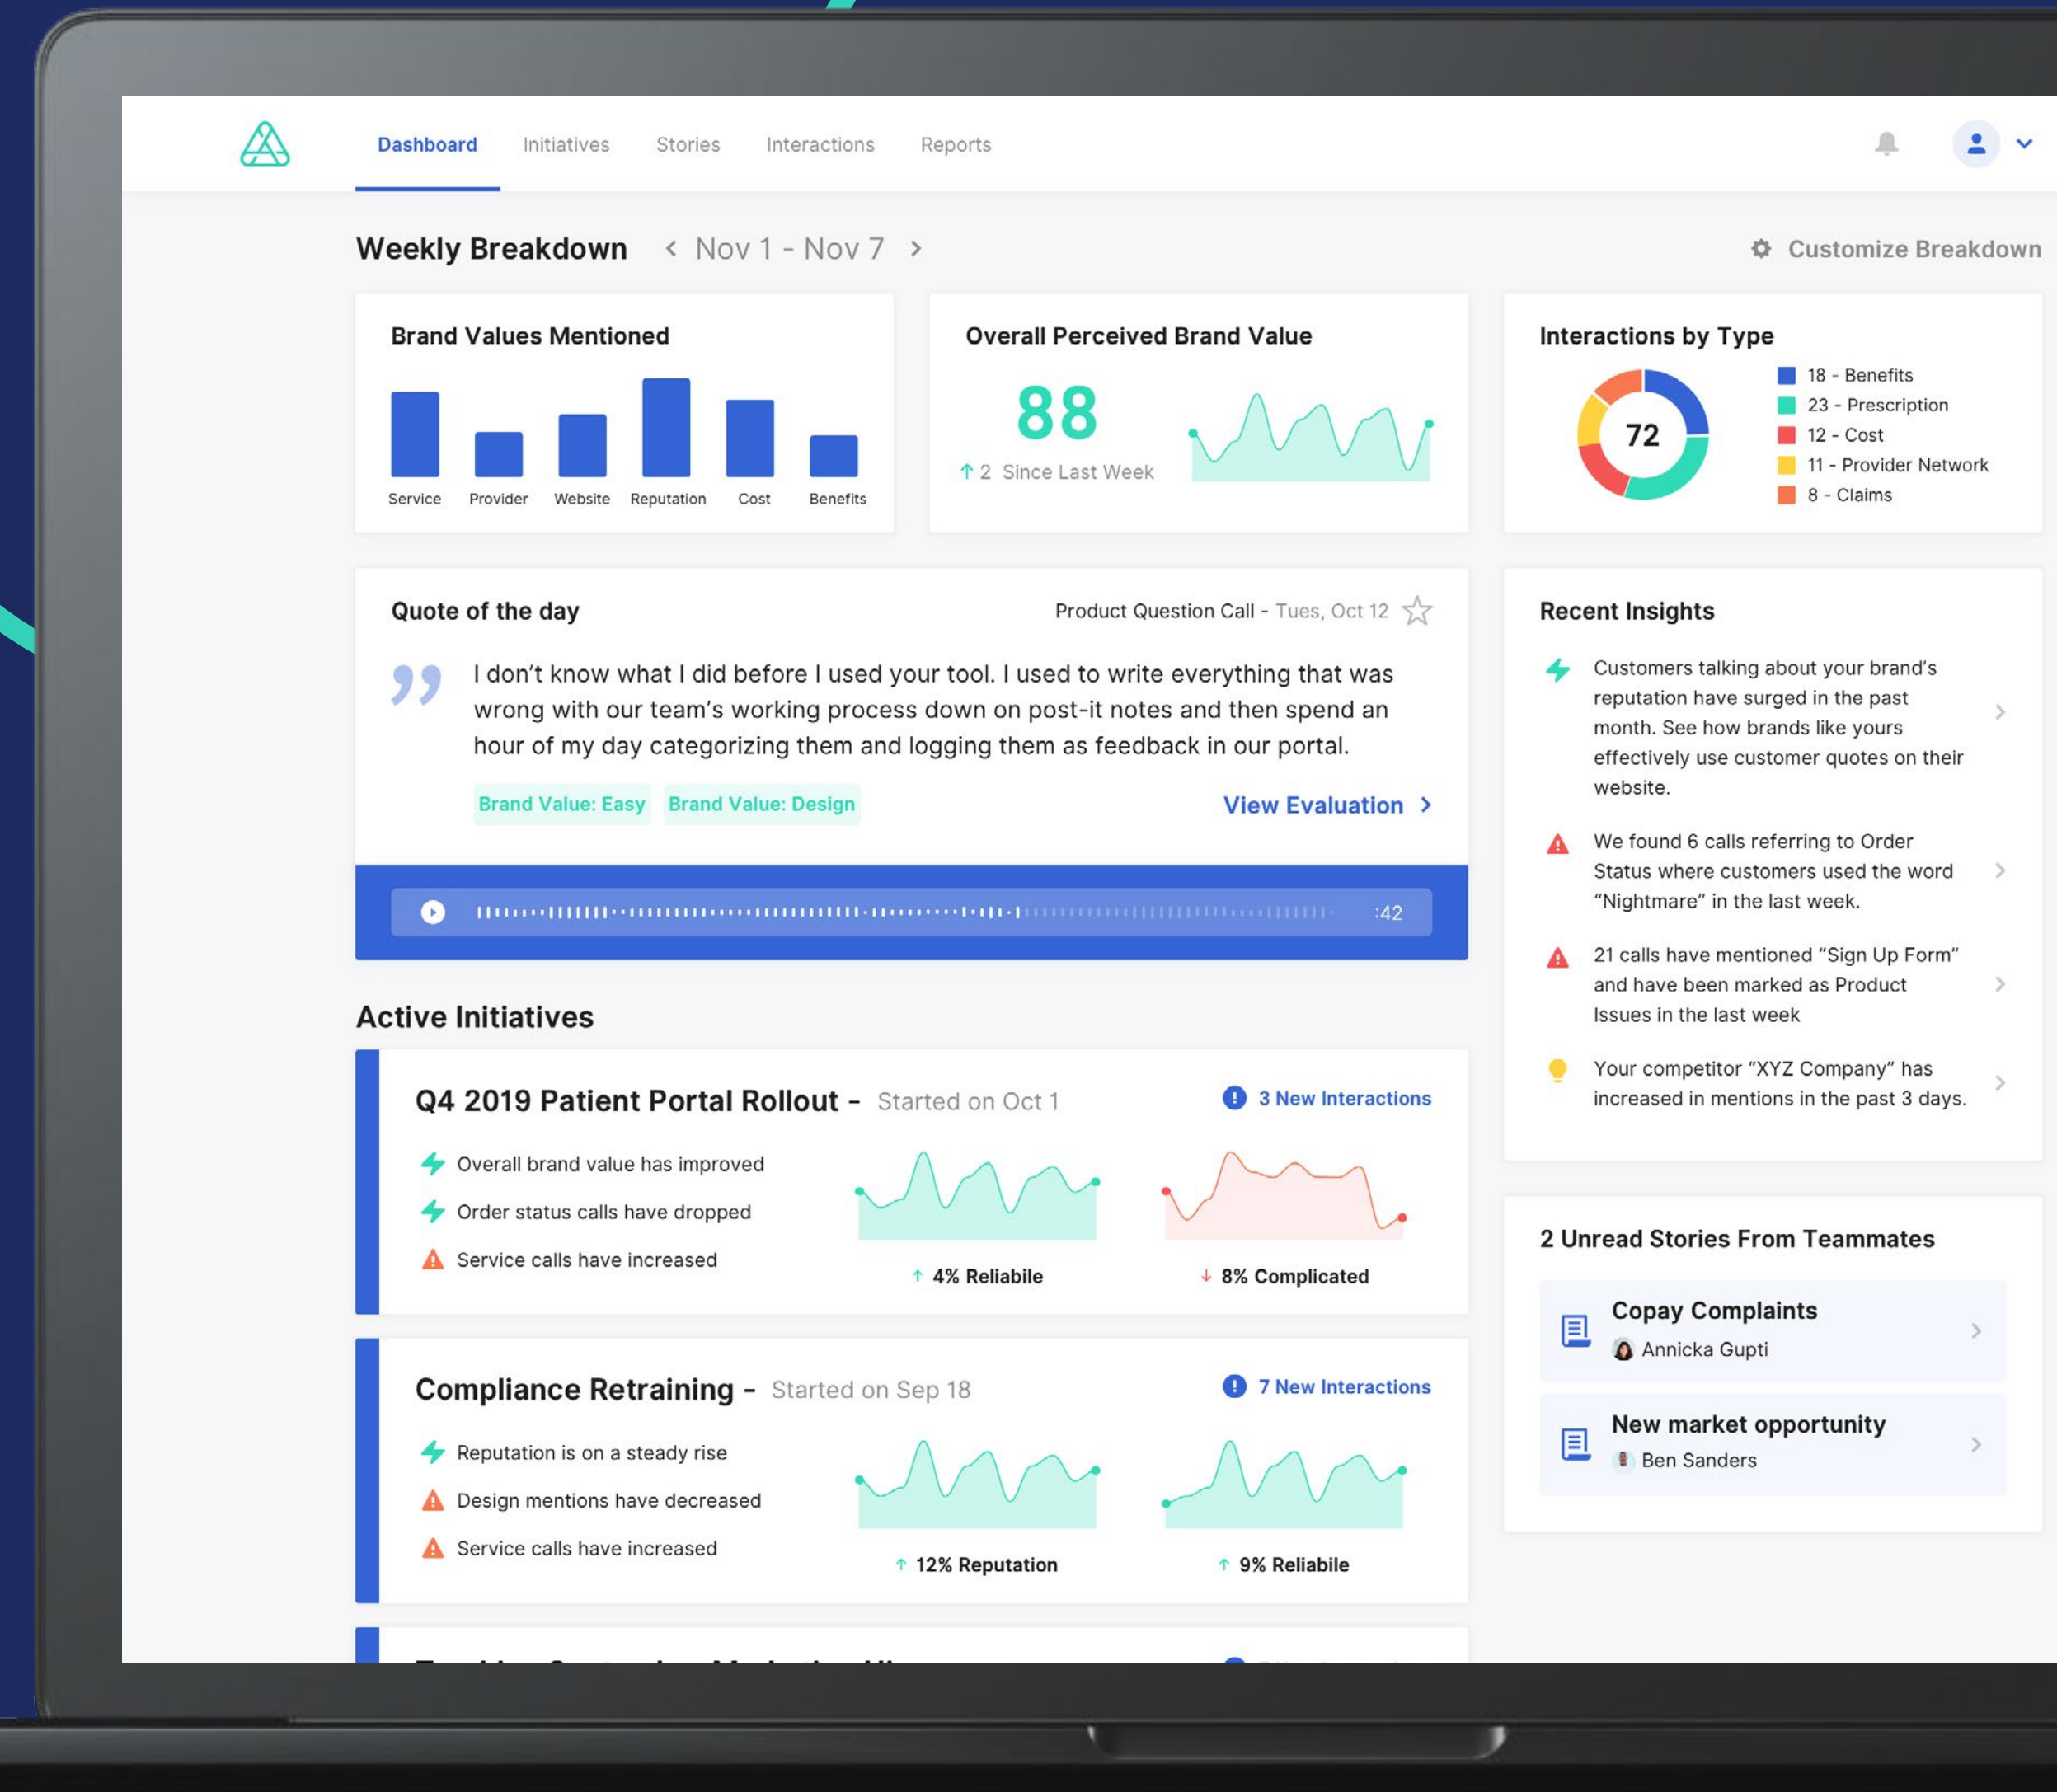 Dashboard
Initiatives
Stories
Interactions
Reports
Weekly Breakdown
Nov 1 - Nov 7
Customize Breakdown
Brand Values Mentioned
Service
Provider
Website
Reputation
Cost
Benefits
Overall Perceived Brand Value
88
2 Since Last Week
Interactions by Type
72
18 - Benefits
23 - Prescription
12 - Cost
11 - Provider Network
8 - Claims
Quote of the day
Product Question Call - Tues, Oct 12
I don’t know what I did before I used your tool. I used to write everything that was
wrong with our team’s working process down on post-it notes and then spend an
hour of my day categorizing them and logging them as feedback in our portal.
Brand Value: Easy
Brand Value: Design
View Evaluation
:42
Recent Insights
Customers talking about your brand’s
reputation have surged in the past
month. See how brands like yours
effectively use customer quotes on their
website.
We found 6 calls referring to Order
Status where customers used the word
“Nightmare” in the last week.
21 calls have mentioned “Sign Up Form”
and have been marked as Product
Issues in the last week
Your competitor “XYZ Company” has
increased in mentions in the past 3 days.
Active Initiatives
Q4 2019 Patient Portal Rollout - Started on Oct 1
3 New Interactions
Overall brand value has improved
Order status calls have dropped
Service calls have increased
4% Reliabile
8% Complicated
Compliance Retraining - Started on Sep 18
7 New Interactions
Reputation is on a steady rise
Design mentions have decreased
Service calls have increased
12% Reputation
9% Reliabile
2 Unread Stories From Teammates
Copay Complaints
Annicka Gupti
New market opportunity
Ben Sanders